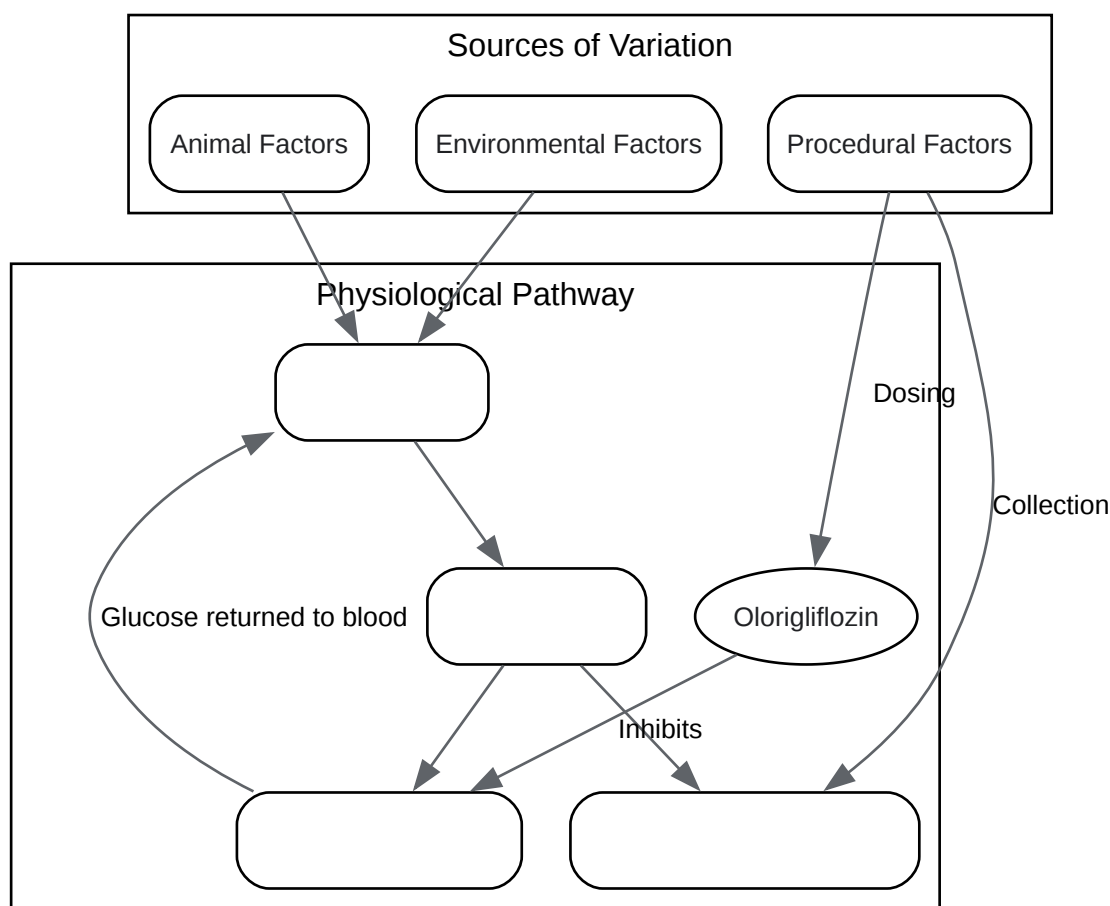 Sources of Variation
Animal Factors
Environmental Factors
Procedural Factors
Physiological Pathway
Dosing
Collection
Glucose returned to blood
Olorigliflozin
Inhibits